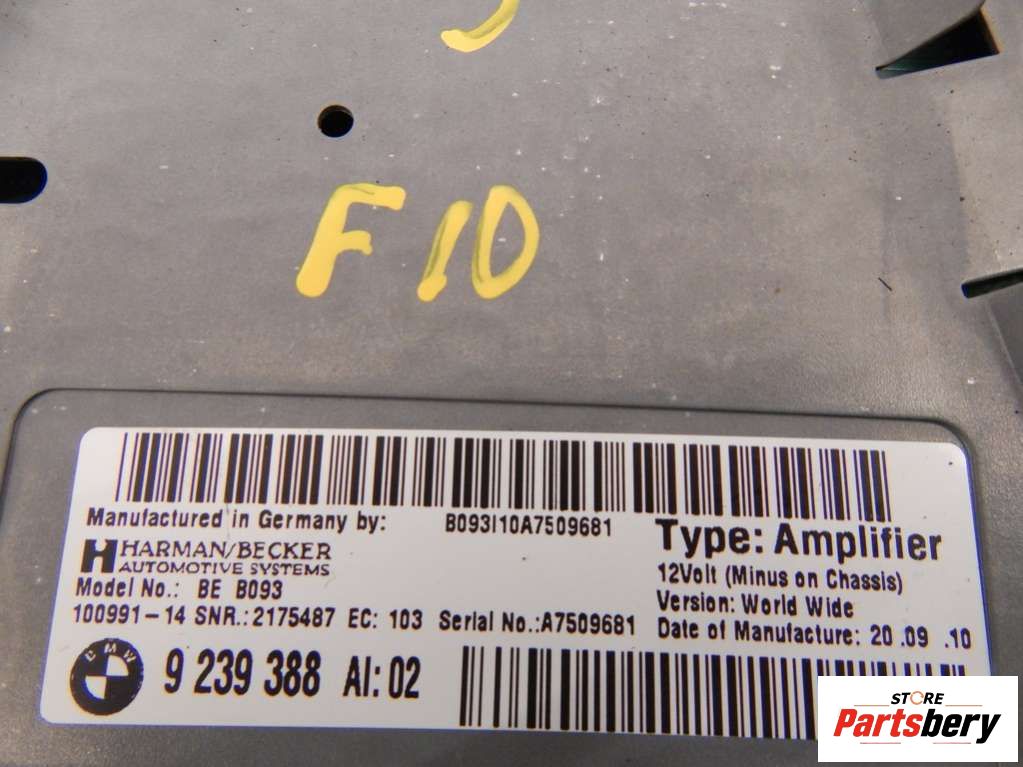 F10
Manufactured in Germany by: B093I10A7509681
HARMAN/BECKER
AUTOMOTIVE SYSTEMS
Model No.: BE B093
100991-14 SNR.:2175487 EC: 103 Serial No.:A7509681
Type: Amplifier
12Volt (Minus on Chassis)
Version: World Wide
Date of Manufacture: 20.09 .10
BMW
9 239 388 AI: 02
STORE
Partsbery